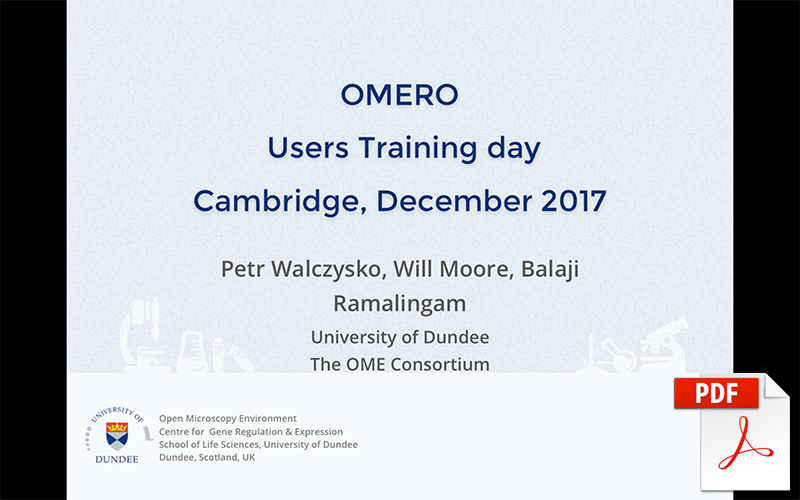 OMERO
Users Training day
Cambridge, December 2017
Petr Walczysko, Will Moore, Balaji
Ramalingam
University of Dundee
The OME Consortium
UNIVERSITY OF
DUNDEE
Open Microscopy Environment
Centre for Gene Regulation & Expression
School of Life Sciences, University of Dundee
Dundee, Scotland, UK
PDF